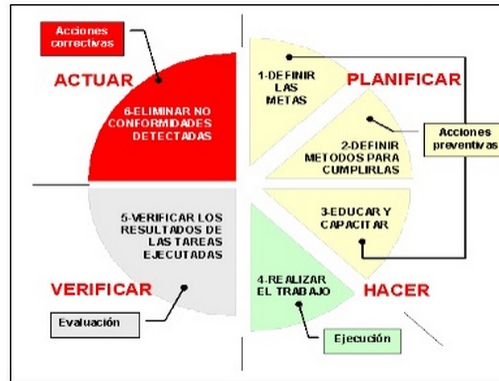 Acciones
correctivas
ACTUAR
6-ELIMINAR NO
CONFORMIDADES
DETECTADAS
1-DEFINIR
LAS
METAS
PLANIFICAR
2-DEFINIR
METODOS PARA
CUMPLIRLAS
Acciones
preventivas
3-EDUCAR Y
CAPACITAR
HACER
4-REALIZAR
EL TRABAJO
Ejecución
5-VERIFICAR LOS
RESULTADOS DE
LAS TAREAS
EJECUTADAS
VERIFICAR
Evaluación